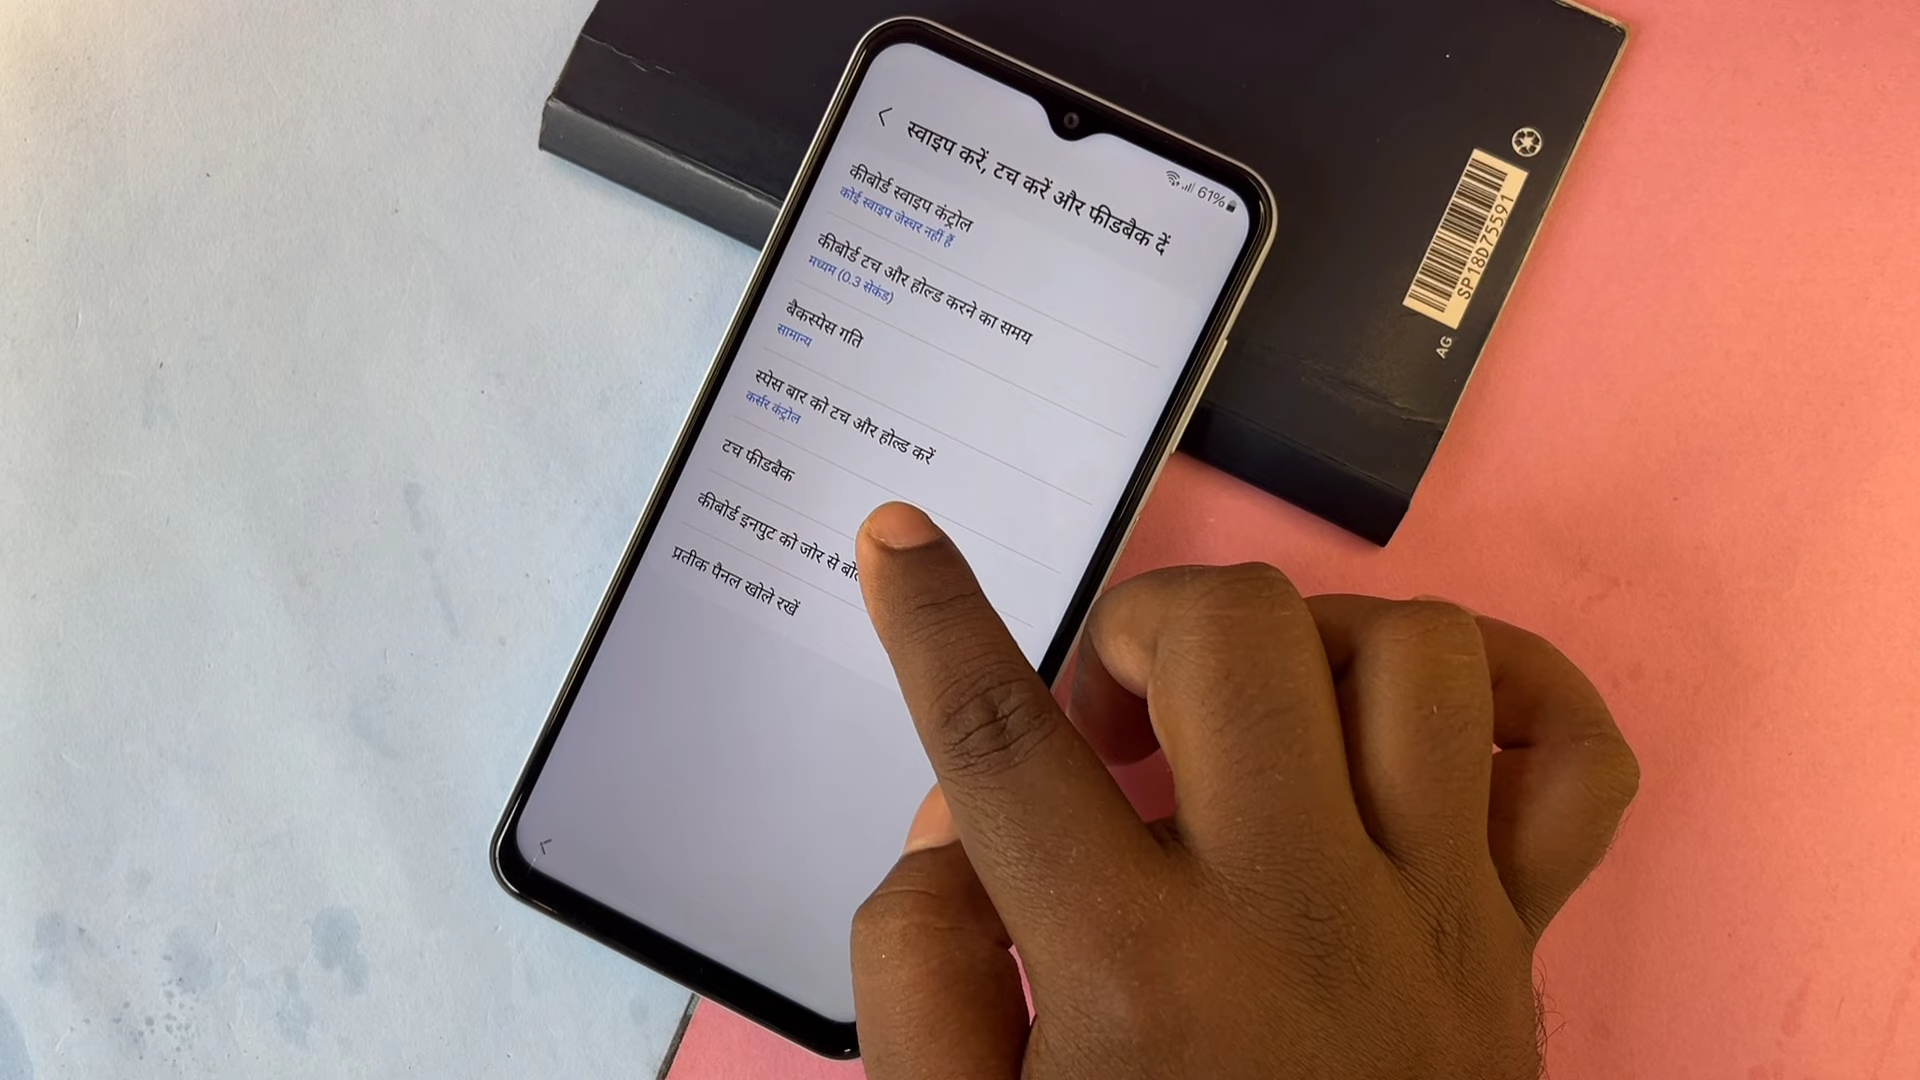 स्वाइप करें, टच करें और फीडबैक दें
61%
कीबोर्ड स्वाइप कंट्रोल
कोई स्वाइप जेस्चर नहीं हैं
कीबोर्ड टच और होल्ड करने का समय
मध्यम (0.3 सेकंड)
बैकस्पेस गति
सामान्य
स्पेस बार को टच और होल्ड करें
कर्सर कंट्रोल
टच फीडबैक
कीबोर्ड इनपुट को जोर से
प्रतीक पैनल खोले रखें
SP18D75591
AG